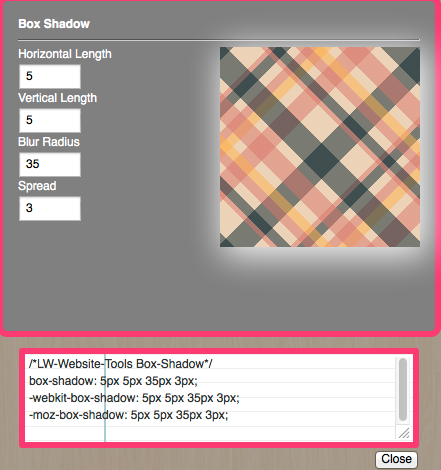 Box Shadow
Horizontal Length
5
Vertical Length
5
Blur Radius
35
Spread
3
/*LW-Website-Tools Box-Shadow*/
box-shadow: 5px 5px 35px 3px;
-webkit-box-shadow: 5px 5px 35px 3px;
-moz-box-shadow: 5px 5px 35px 3px;
Close